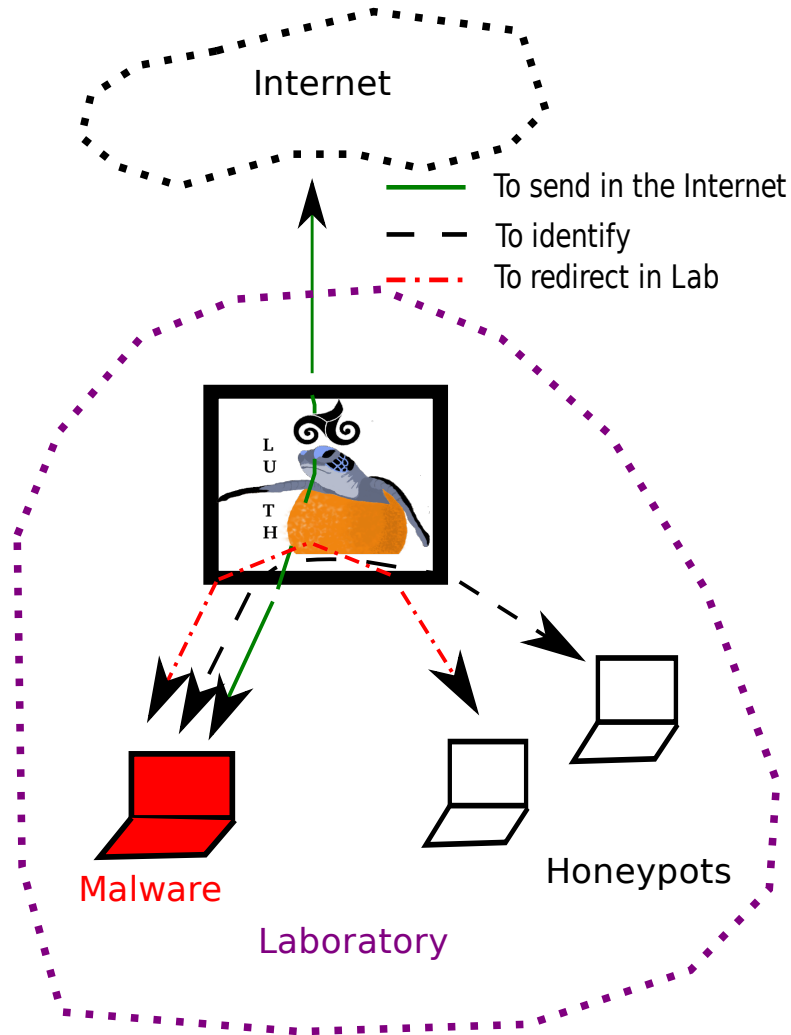 Internet
To send in the Internet
To identify
To redirect in Lab
L
U
T
H
Malware
Honeypots
Laboratory